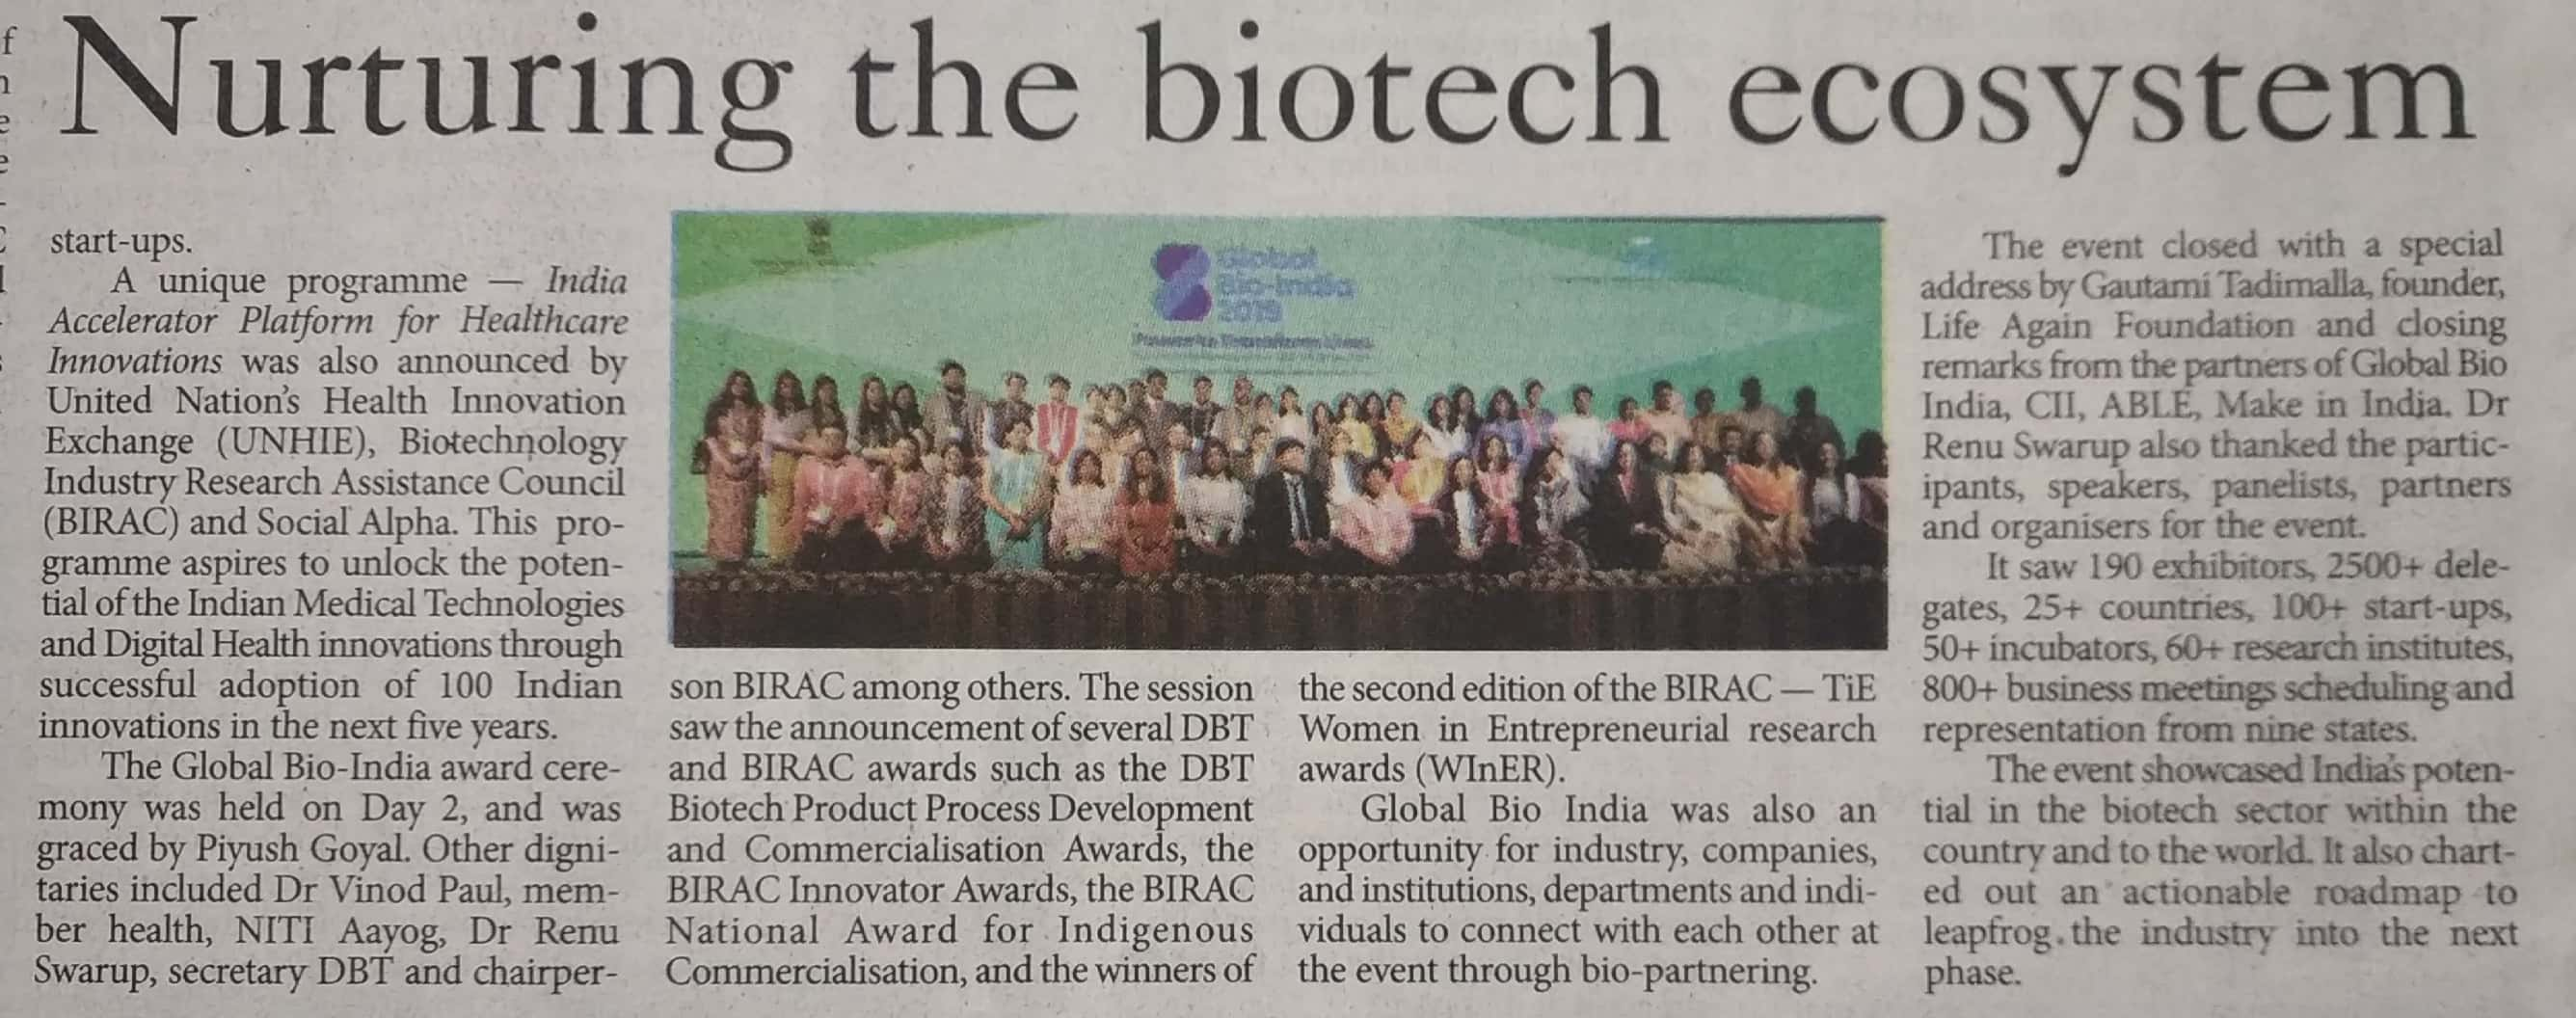 Nurturing the biotech ecosystem
start-ups.
A unique programme — India
Accelerator Platform for Healthcare
Innovations was also announced by
United Nation's Health Innovation
Exchange (UNHIE), Biotechnology
Industry Research Assistance Council
(BIRAC) and Social Alpha. This pro-
gramme aspires to unlock the poten-
tial of the Indian Medical Technologies
and Digital Health innovations through
successful adoption of 100 Indian
innovations in the next five years.
The Global Bio-India award cere-
mony was held on Day 2, and was
graced by Piyush Goyal. Other digni-
taries included Dr Vinod Paul, mem-
ber health, NITI Aayog, Dr Renu
Swarup, secretary DBT and chairper-
Global
Bio-India
2019
son BIRAC among others. The session
saw the announcement of several DBT
and BIRAC awards such as the DBT
Biotech Product Process Development
and Commercialisation Awards, the
BIRAC Innovator Awards, the BIRAC
National Award for Indigenous
Commercialisation, and the winners of
the second edition of the BIRAC — TiE
Women in Entrepreneurial research
awards (WInER).
Global Bio India was also an
opportunity for industry, companies,
and institutions, departments and indi-
viduals to connect with each other at
the event through bio-partnering.
The event closed with a special
address by Gautami Tadimalla, founder,
Life Again Foundation and closing
remarks from the partners of Global Bio
India, CII, ABLE, Make in India. Dr
Renu Swarup also thanked the partic-
ipants, speakers, panelists, partners
and organisers for the event.
It saw 190 exhibitors, 2500+ dele-
gates, 25+ countries, 100+ start-ups,
50+ incubators, 60+ research institutes,
800+ business meetings scheduling and
representation from nine states.
The event showcased India's poten-
tial in the biotech sector within the
country and to the world. It also chart-
ed out an actionable roadmap to
leapfrog the industry into the next
phase.